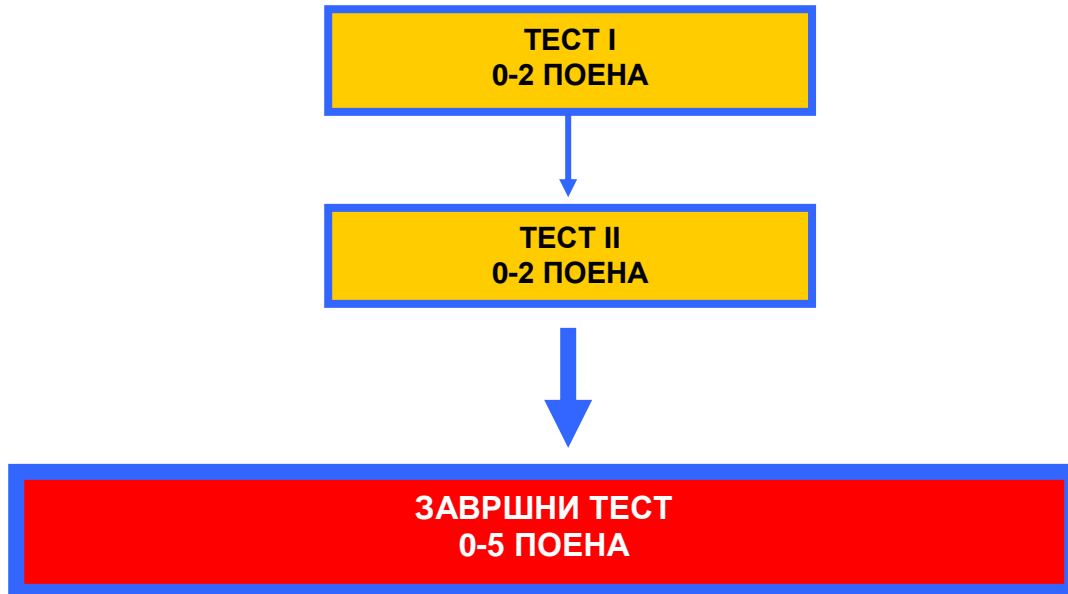 ТЕСТ I
0-2 ПОЕНА
ТЕСТ II
0-2 ПОЕНА
ЗАВРШНИ ТЕСТ
0-5 ПОЕНА